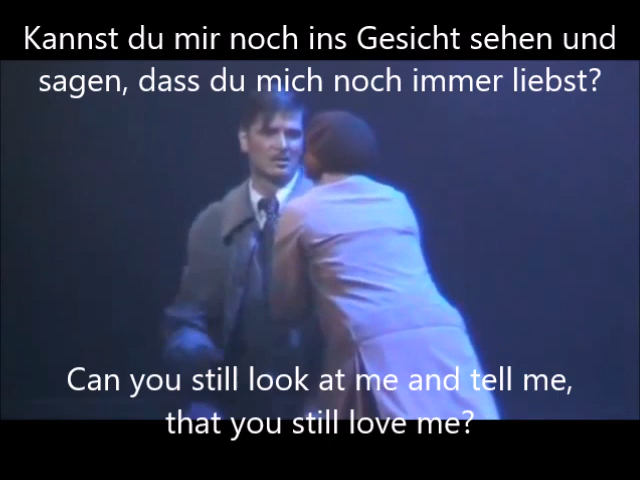 Kannst du mir noch ins Gesicht sehen und
sagen, dass du mich noch immer liebst?
Can you still look at me and tell me,
that you still love me?